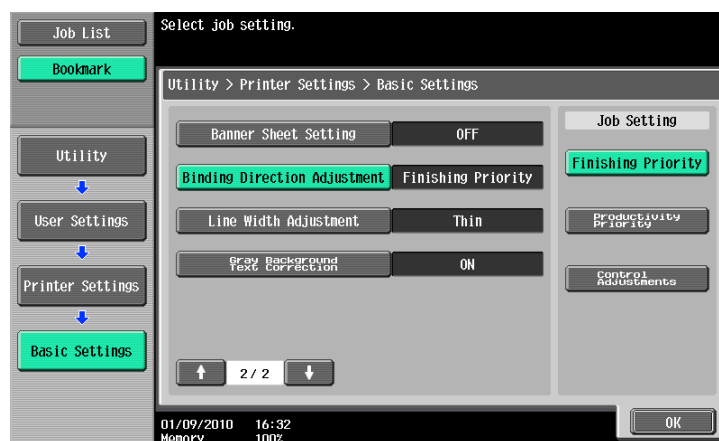 Job List
Bookmark
Utility
User Settings
Printer Settings
Basic Settings
Select job setting.
Utility > Printer Settings > Basic Settings
Banner Sheet Setting OFF
Binding Direction Adjustment Finishing Priority
Line Width Adjustment Thin
Gray Background
Text Correction ON
2/ 2
Job Setting
Finishing Priority
Productivity
Priority
Control
Adjustments
01/09/2010 16:32
Memory 100%
OK